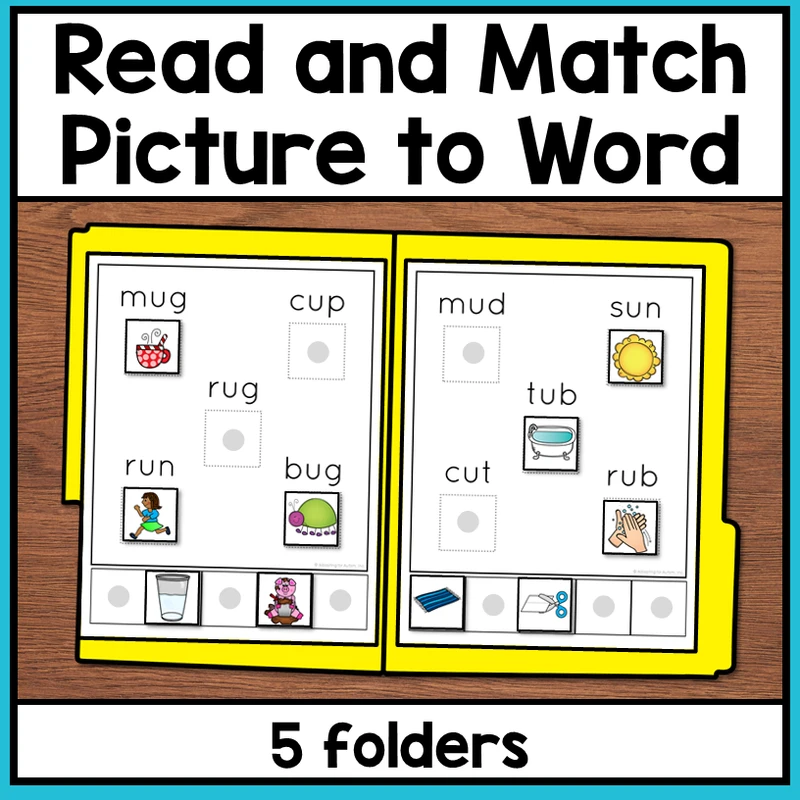 Read and Match
Picture to Word
mug cup
rug
run bug
mud sun
tub
cut rub
5 folders